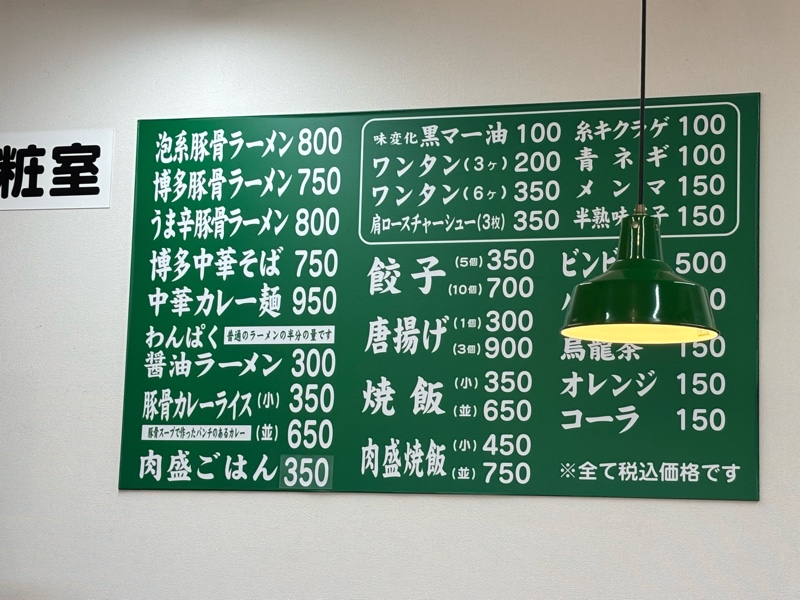 粧室
泡系豚骨ラーメン 800
博多豚骨ラーメン 750
うま辛豚骨ラーメン 800
博多中華そば 750
中華カレー麺 950
わんぱく 普通のラーメンの半分の量です
醤油ラーメン 300
豚骨カレーライス (小) 350
豚骨スープで作ったパンチのあるカレー (並) 650
肉盛ごはん 350
味変化 黒マー油 100
ワンタン (3ヶ) 200
ワンタン (6ヶ) 350
肩ロースチャーシュー(3枚) 350
糸キクラゲ 100
青ネギ 100
メンマ 150
半熟味 子 150
餃子 (5個) 350
(10個) 700
唐揚げ (1個) 300
(3個) 900
焼飯 (小) 350
(並) 650
肉盛焼飯 (小) 450
(並) 750
500
烏龍茶 150
オレンジ 150
コーラ 150
※全て税込価格です